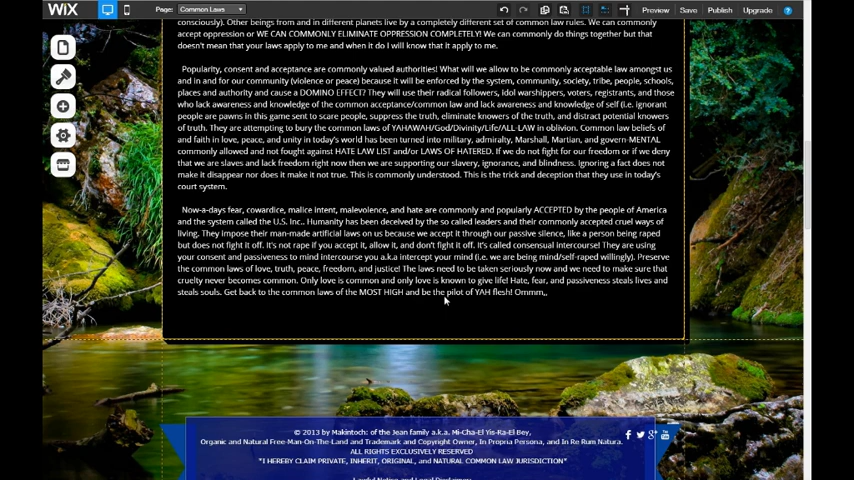 WiX
Page: Common Laws
Preview Save Publish Upgrade ?
consciously). Other beings from and in different planets live by a completely different set of common law rules. We can commonly
accept oppression or WE CAN COMMONLY ELIMINATE OPPRESSION COMPLETELY! We can commonly do things together but that
doesn't mean that your laws apply to me and when it do I will know that it apply to me.
Popularity, consent and acceptance are commonly valued authorities! What will we allow to be commonly acceptable law amongst us
and in and for our community (violence or peace) because it will be enforced by the system, community, society, tribe, people, schools,
places and authority and cause a DOMINO EFFECT? They will use their radical followers, idol warshippers, voters, registrants, and those
who lack awareness and knowledge of the common acceptance/common law and lack awareness and knowledge of self (i.e. ignorant
people are pawns in this game sent to scare people, suppress the truth, eliminate knowers of the truth, and distract potential knowers
of truth. They are attempting to bury the common laws of YAHAWAH/God/Divinity/Life/ALL-LAW in oblivion. Common law beliefs of
and faith in love, peace, and unity in today's world has been turned into military, admiralty, Marshall, Martian, and govern-MENTAL
commonly allowed and not fought against HATE LAW LIST and/or LAWS OF HATERED. If we do not fight for our freedom or if we deny
that we are slaves and lack freedom right now then we are supporting our slavery, ignorance, and blindness. Ignoring a fact does not
make it disappear nor does it make it not true. This is commonly understood. This is the trick and deception that they use in today's
court system.
Now-a-days fear, cowardice, malice intent, malevolence, and hate are commonly and popularly ACCEPTED by the people of America
and the system called the U.S. Inc.. Humanity has been deceived by the so called leaders and their commonly accepted cruel ways of
living. They impose their man-made artificial laws on us because we accept it through our passive silence, like a person being raped
but does not fight it off. It's not rape if you accept it, allow it, and don't fight it off. It's called consensual intercourse! They are using
your consent and passiveness to mind intercourse you a.k.a intercept your mind (i.e. we are being mind/self-raped willingly). Preserve
the common laws of love, truth, peace, freedom, and justice! The laws need to be taken seriously now and we need to make sure that
cruelty never becomes common. Only love is common and only love is known to give life! Hate, fear, and passiveness steals lives and
steals souls. Get back to the common laws of the MOST HIGH and be the pilot of YAH flesh! Ommm,,
© 2013 by Makintoch: of the Jean family a.k.a. Mi-Cha-El Yis-Ra-El Bey,
Organic and Natural Free-Man-On-The-Land and Trademark and Copyright Owner, In Propria Persona, and In Re Rum Natura.
ALL RIGHTS EXCLUSIVELY RESERVED
"I HEREBY CLAIM PRIVATE, INHERIT, ORIGINAL, and NATURAL COMMON LAW JURISDICTION"
Lawful Notice and Legal Disclaimer